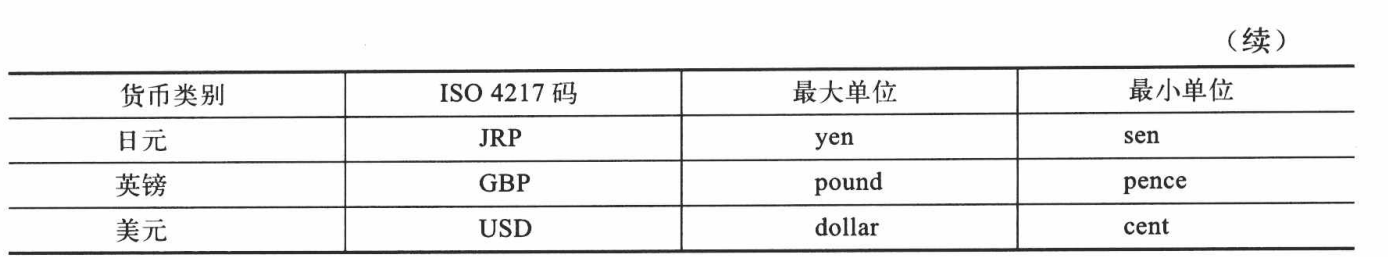 （续）
货币类别 ISO 4217 码 最大单位 最小单位
日元 JRP yen sen
英镑 GBP pound pence
美元 USD dollar cent